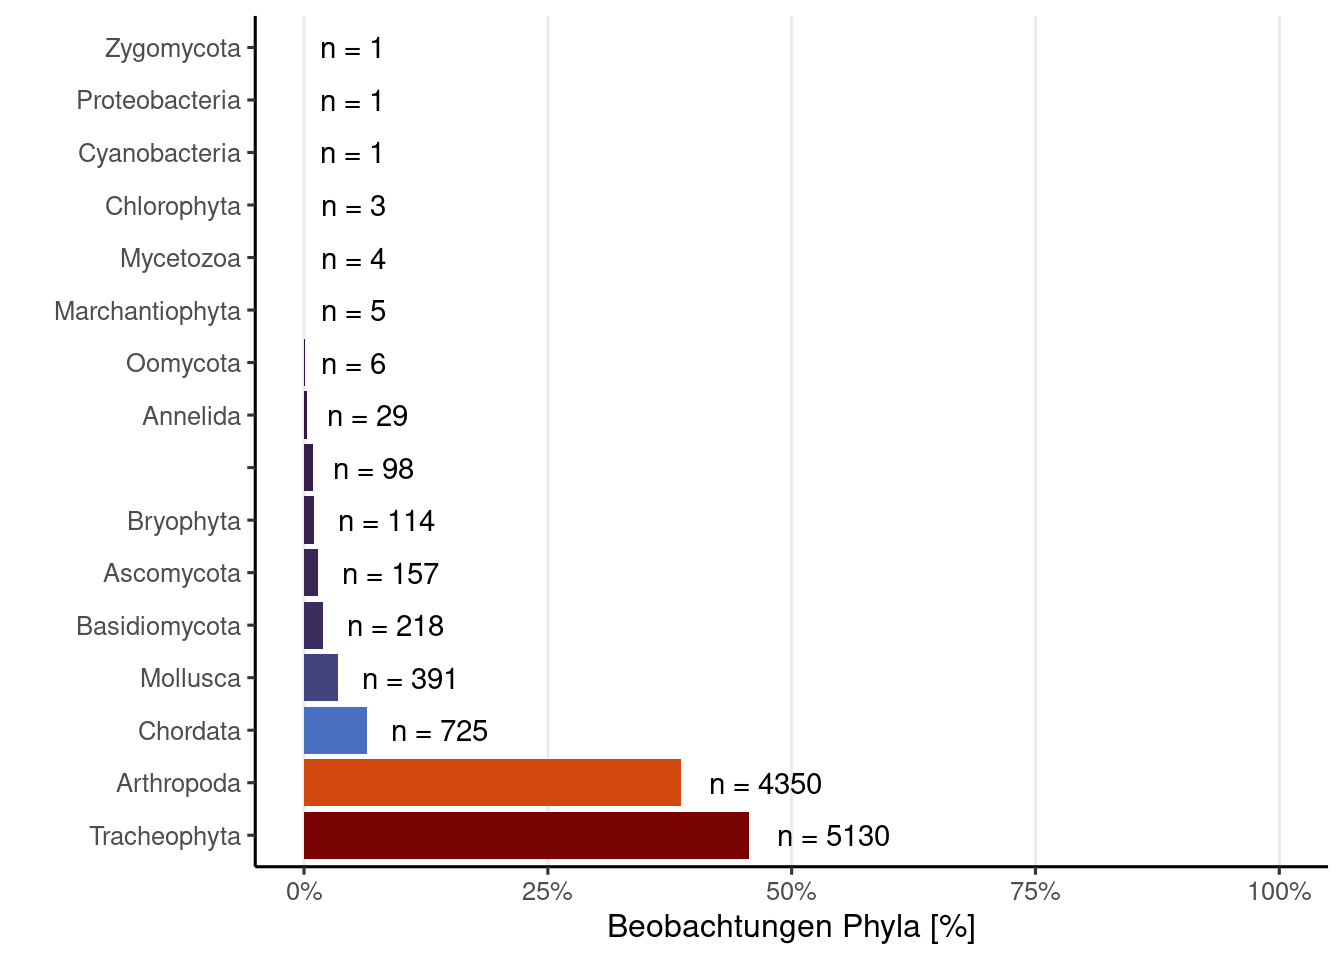 Zygomycota n = 1
Proteobacteria n = 1
Cyanobacteria n = 1
Chlorophyta n = 3
Mycetozoa n = 4
Marchantiophyta n = 5
Oomycota n = 6
Annelida n = 29
n = 98
Bryophyta n = 114
Ascomycota n = 157
Basidiomycota n = 218
Mollusca n = 391
Chordata n = 725
Arthropoda n = 4350
Tracheophyta n = 5130
0% 25% 50% 75% 100%
Beobachtungen Phyla [%]